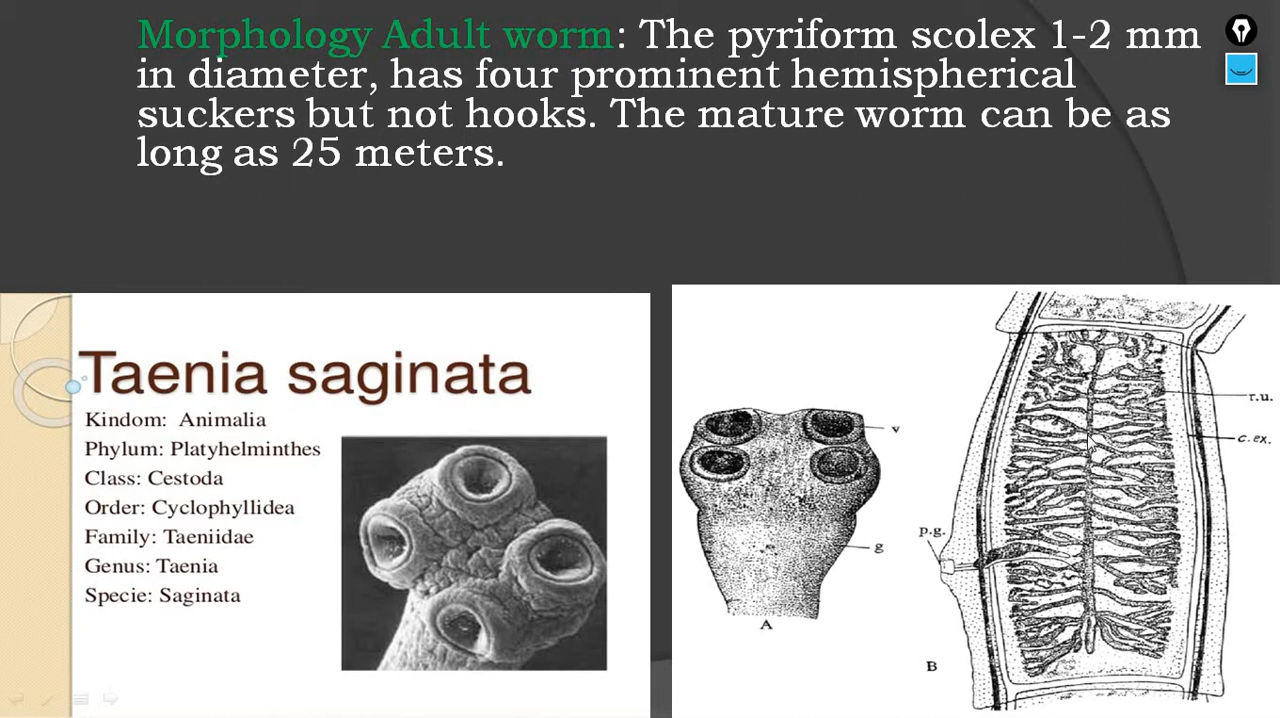 Morphology Adult worm: The pyriform scolex 1-2 mm
in diameter, has four prominent hemispherical
suckers but not hooks. The mature worm can be as
long as 25 meters.
Taenia saginata
Kindom: Animalia
Phylum: Platyhelminthes
Class: Cestoda
Order: Cyclophyllidea
Family: Taeniidae
Genus: Taenia
Specie: Saginata
v
g
A
r.u.
c.ex.
p.g.
B